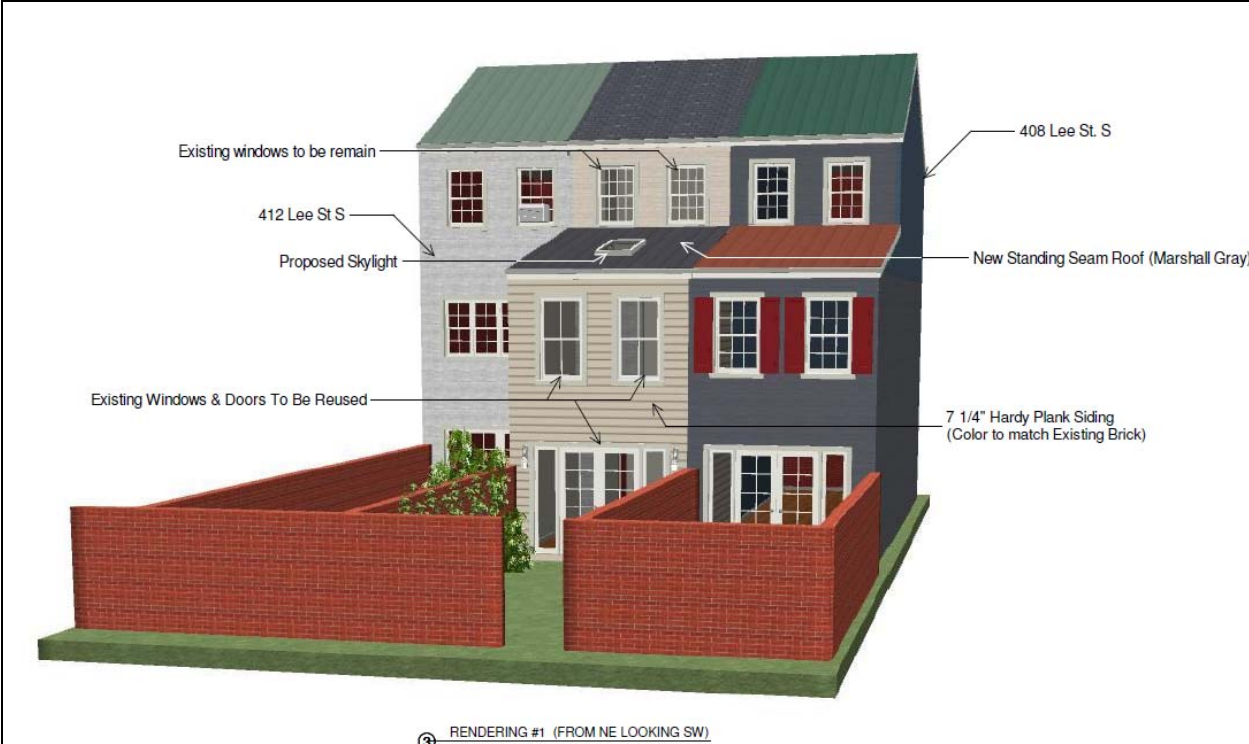 Existing windows to be remain
408 Lee St. S
412 Lee St S
Proposed Skylight
New Standing Seam Roof (Marshall Gray)
Existing Windows & Doors To Be Reused
7 1/4" Hardy Plank Siding
(Color to match Existing Brick)
3 RENDERING #1 (FROM NE LOOKING SW)